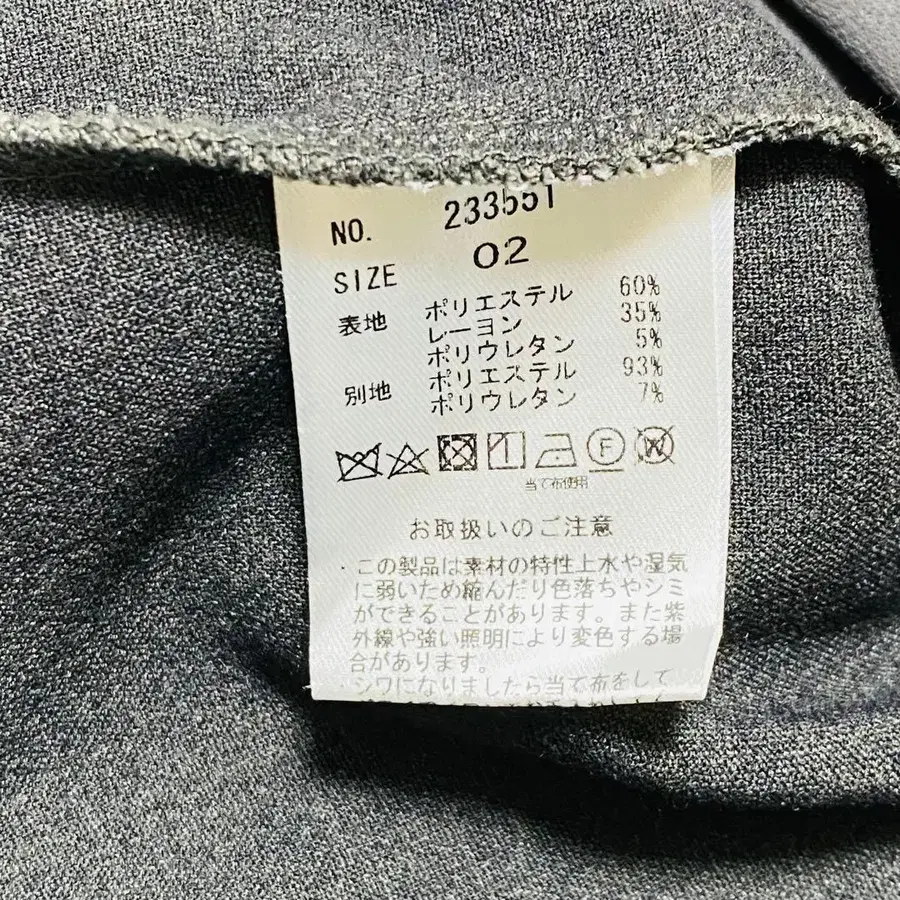 NO. 233551
SIZE 02
表地 ポリエステル 60%
レーヨン 35%
ポリウレタン 5%
別地 ポリエステル 93%
ポリウレタン 7%
F W
当て布使用
お取扱いのご注意
・この製品は素材の特性上水や湿気
に弱いため縮んだり色落ちやシミ
ができることがあります。また紫
外線や強い照明により変色する場
合があります。
・シワになりましたら当て布をして